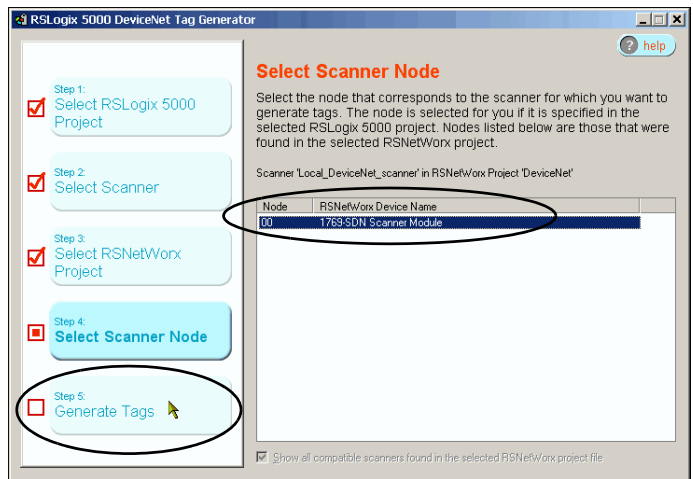 RSLogix 5000 DeviceNet Tag Generator
? help
Step 1:
Select RSLogix 5000
Project
Step 2:
Select Scanner
Step 3:
Select RSNetWorx
Project
Step 4:
Select Scanner Node
Step 5:
Generate Tags
Select Scanner Node
Select the node that corresponds to the scanner for which you want to
generate tags. The node is selected for you if it is specified in the
selected RSLogix 5000 project. Nodes listed below are those that were
found in the selected RSNetWorx project.
Scanner 'Local_DeviceNet_scanner' in RSNetWorx Project 'DeviceNet'
Node RSNetWorx Device Name
00 1769-SDN Scanner Module
Show all compatible scanners found in the selected RSNetWorx project file